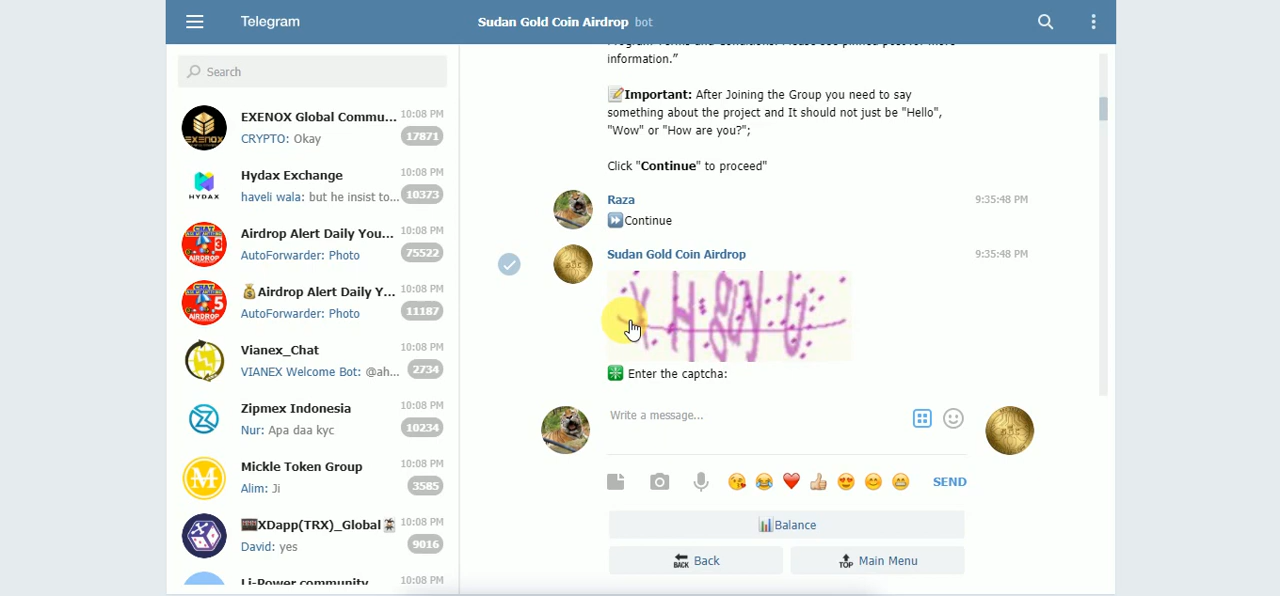 Telegram
Sudan Gold Coin Airdrop bot
Search
EXENOX Global Commu... 10:08 PM
CRYPTO: Okay 17871
Hydax Exchange 10:08 PM
haveli wala: but he insist to... 10373
Airdrop Alert Daily You... 10:08 PM
AutoForwarder: Photo 75522
💰Airdrop Alert Daily Y... 10:08 PM
AutoForwarder: Photo 11187
Vianex_Chat 10:08 PM
VIANEX Welcome Bot: @ah... 2734
Zipmex Indonesia 10:08 PM
Nur: Apa daa kyc 10234
Mickle Token Group 10:08 PM
Alim: Ji 3585
XDapp(TRX)_Global 10:08 PM
David: yes 9016
Li-Power community 10:08 PM
information.”
📝Important: After Joining the Group you need to say
something about the project and It should not just be "Hello",
"Wow" or "How are you?";
Click "Continue" to proceed"
Raza 9:35:48 PM
⏩Continue
Sudan Gold Coin Airdrop 9:35:48 PM
✳️ Enter the captcha:
Write a message...
SEND
📊Balance
🔙 Back
🔝 Main Menu